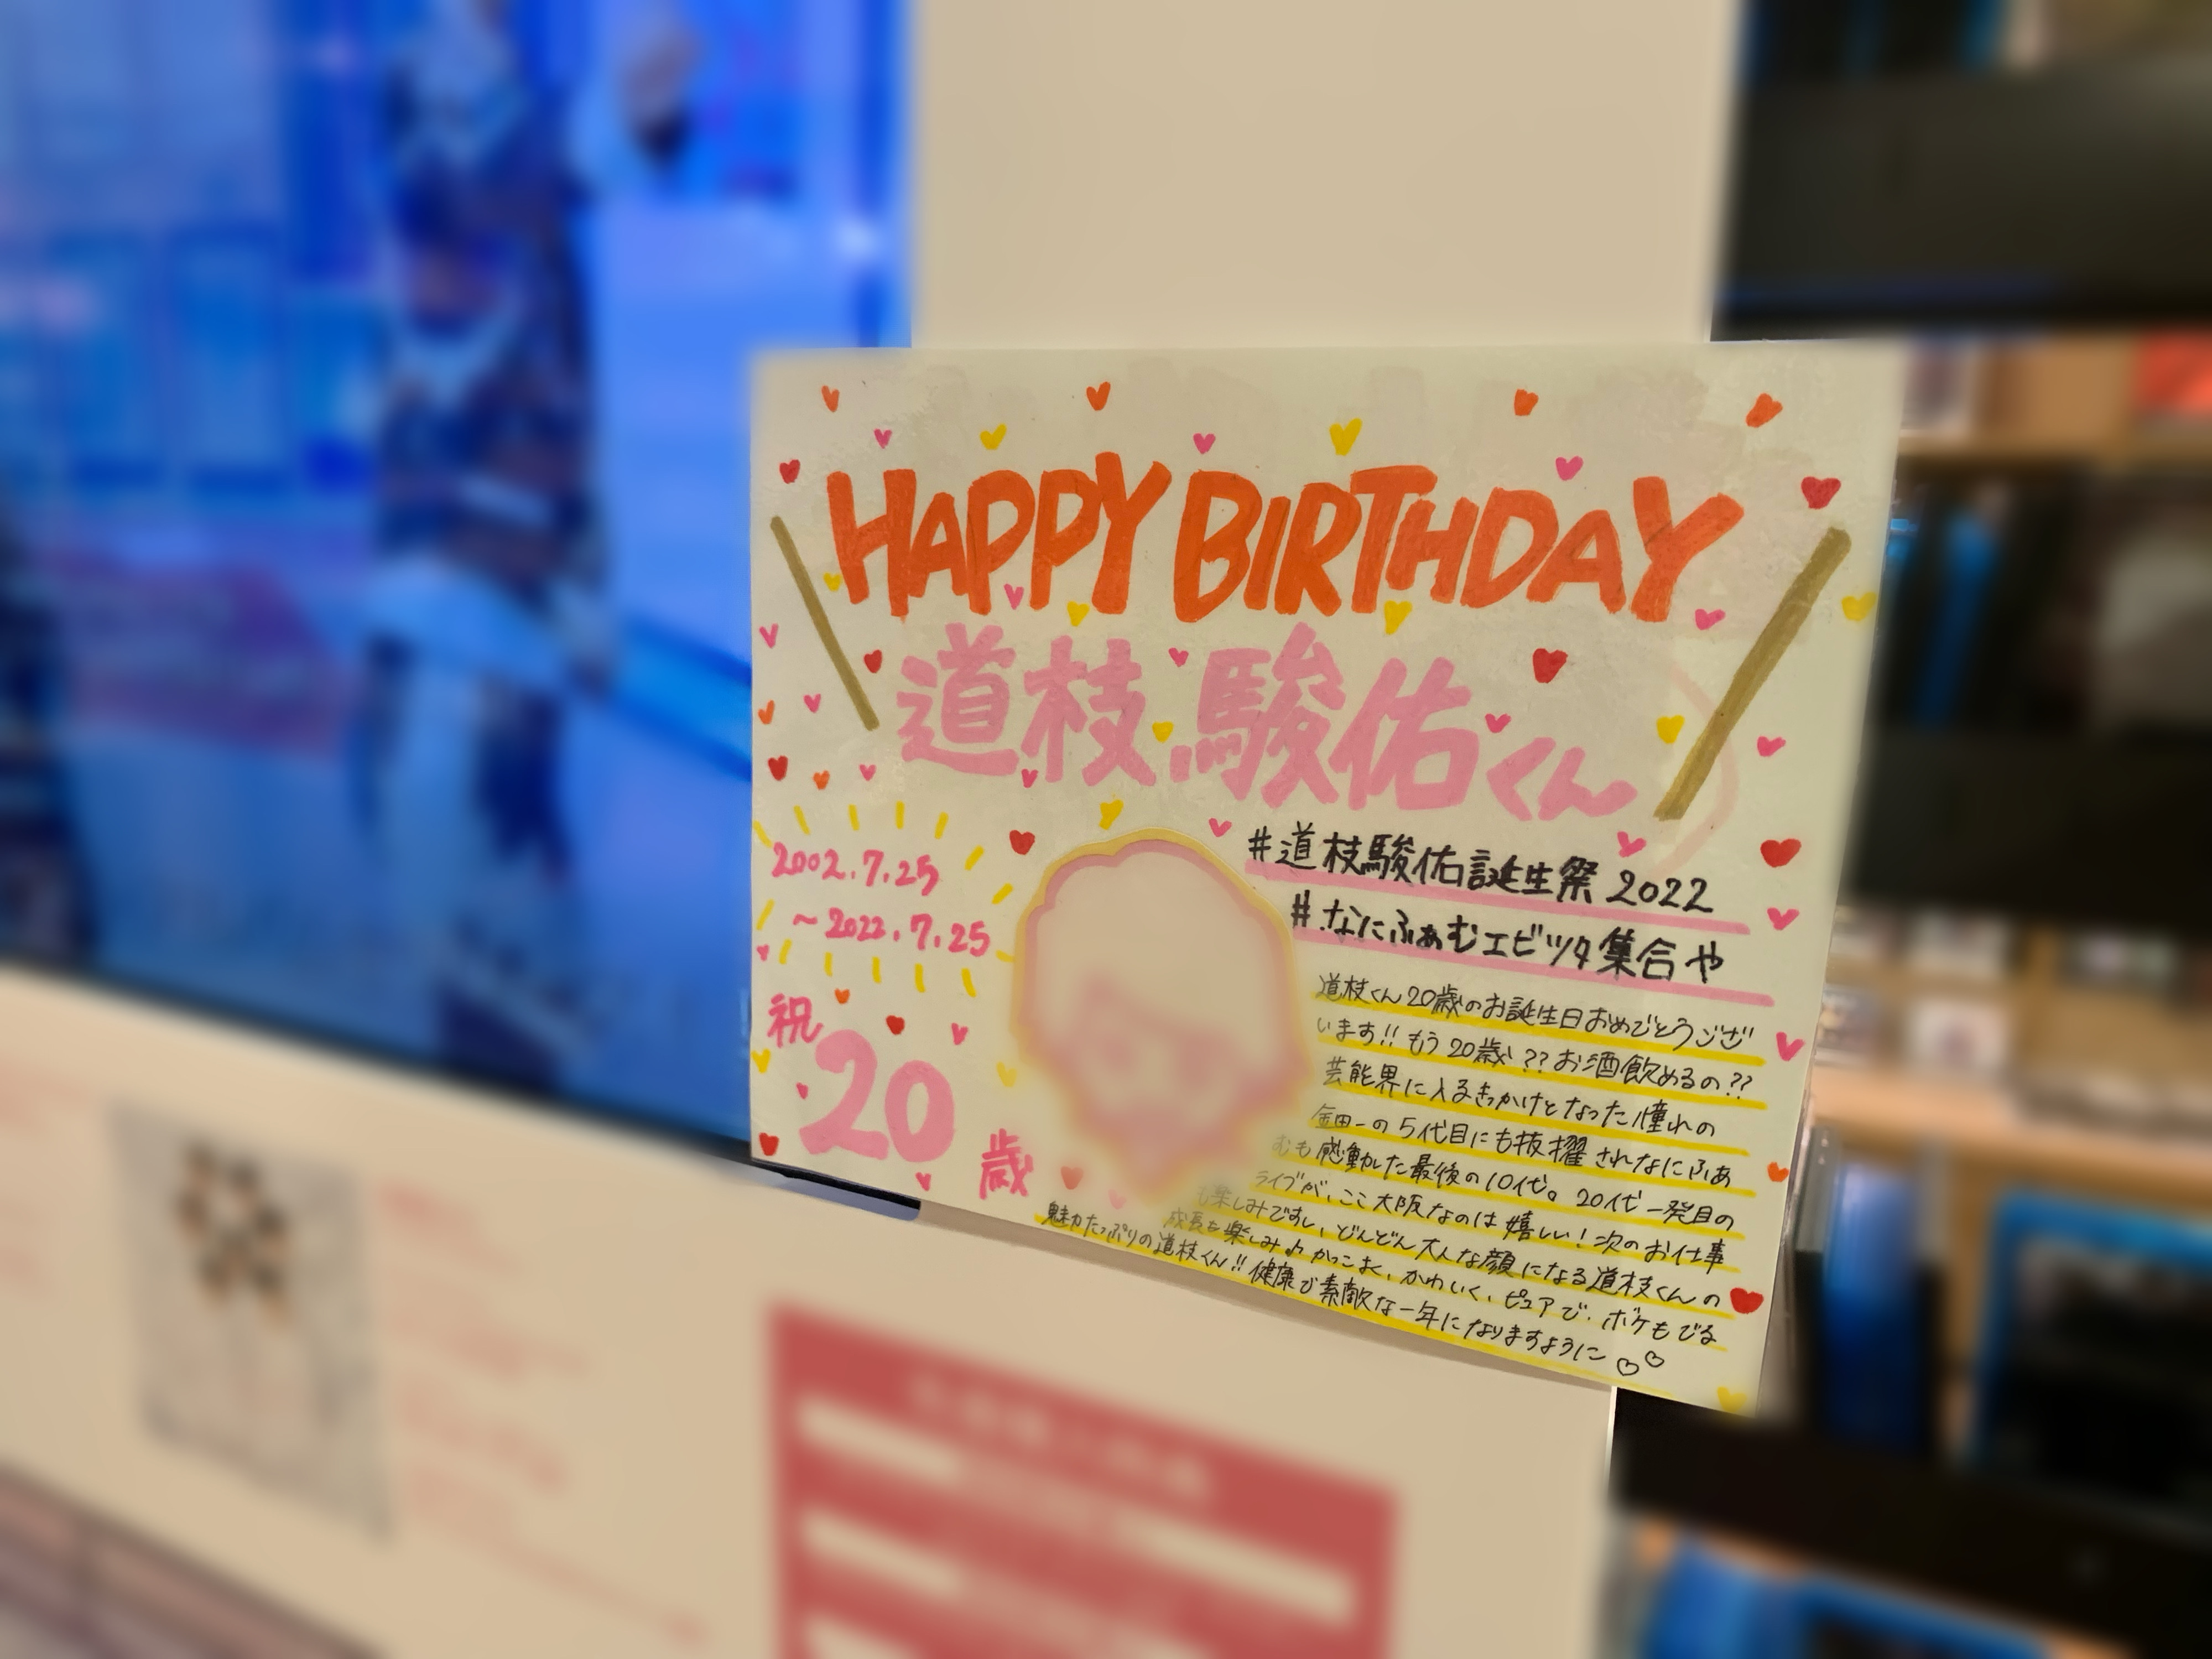 HAPPY BIRTHDAY
道枝駿佑くん
2002.7.25
～2022.7.25
祝
20
歳
#道枝駿佑誕生祭2022
#なにふぁむエビツタ集合や
道枝くん20歳のお誕生日おめでとうござ
います!!もう20歳??お酒飲めるの??
芸能界に入るきっかけとなった憧れの
金田一の5代目にも抜擢されなにふぁ
むも感動した最後の10代。20代一発目の
ライブが、ここ大阪なのは嬉しい!次のお仕事
も楽しみですし、どんどん大人な顔になる道枝くんの
成長も楽しみ♪かっこよく、かわいく、ピュアで、ボケもでる
魅力たっぷりの道枝くん!!健康で素敵な一年になりますように♡♡